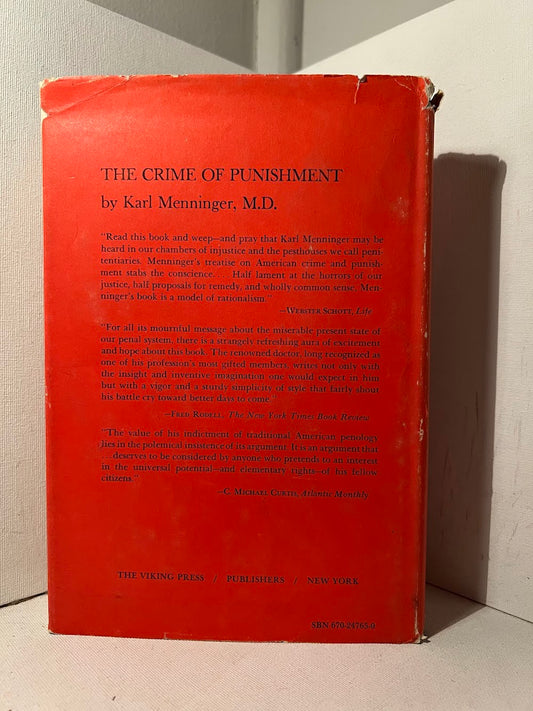 THE CRIME OF PUNISHMENT
by Karl Menninger, M.D.
"Read this book and weep—and pray that Karl Menninger may be
heard in our chambers of injustice and the pesthouses we call peni-
tentiaries. Menninger's treatise on American crime and punish-
ment stabs the conscience.... Half lament at the horrors of our
justice, half proposals for remedy, and wholly common sense, Men-
ninger's book is a model of rationalism."
—WEBSTER SCHOTT, Life
"For all its mournful message about the miserable present state of
our penal system, there is a strangely refreshing aura of excitement
and hope about this book. The renowned doctor, long recognized as
one of his profession's most gifted members, writes not only with
the insight and inventive imagination one would expect in him
but with a vigor and a sturdy simplicity of style that fairly shout
his battle cry toward better days to come."
—FRED RODELL, The New York Times Book Review
"The value of his indictment of traditional American penology
lies in the polemical insistence of its argument. It is an argument that
...deserves to be considered by anyone who pretends to an interest
in the universal potential—and elementary rights—of his fellow
citizens."
—C. MICHAEL CURTIS, Atlantic Monthly
THE VIKING PRESS // PUBLISHERS // NEW YORK
SBN-670-24765-0